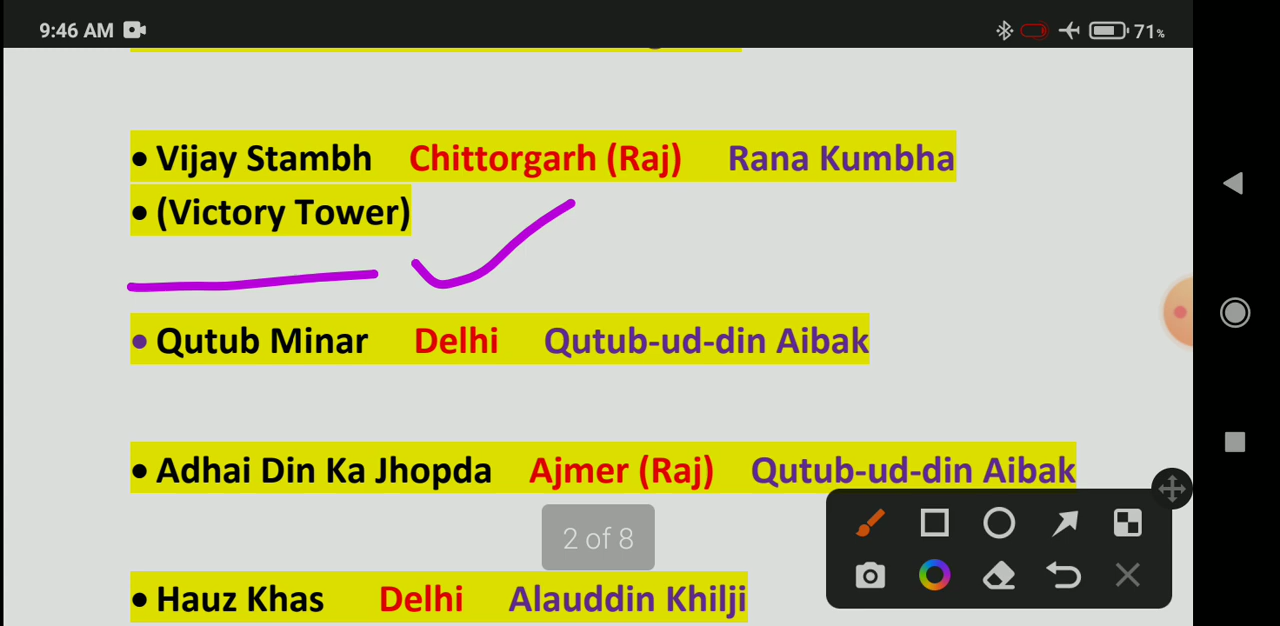 9:46 AM 71%
• Vijay Stambh Chittorgarh (Raj) Rana Kumbha
• (Victory Tower)
• Qutub Minar Delhi Qutub-ud-din Aibak
• Adhai Din Ka Jhopda Ajmer (Raj) Qutub-ud-din Aibak
2 of 8
• Hauz Khas Delhi Alauddin Khilji